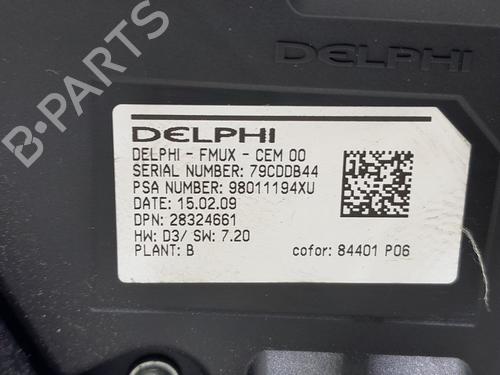 DELPHI
B-PARTS
DELPHI
DELPHI - FMUX - CEM 00
SERIAL NUMBER: 79CDDB44
PSA NUMBER: 98011194XU
DATE: 15.02.09
DPN: 28324661
HW: D3/ SW: 7.20
PLANT: B cofor: 84401 P06